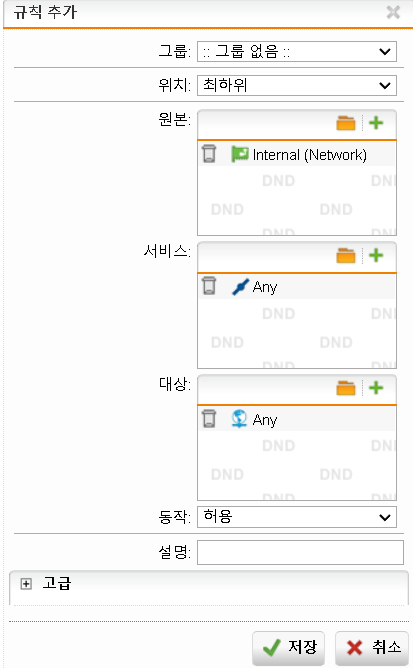 규칙 추가
그룹: :: 그룹 없음 ::
위치: 최하위
원본:
Internal (Network)
DND DND
DND DND
DND DND
서비스:
Any
DND DND
DND DND
DND DND
대상:
Any
DND DND
DND DND
DND DND
동작: 허용
설명:
고급
저장 취소